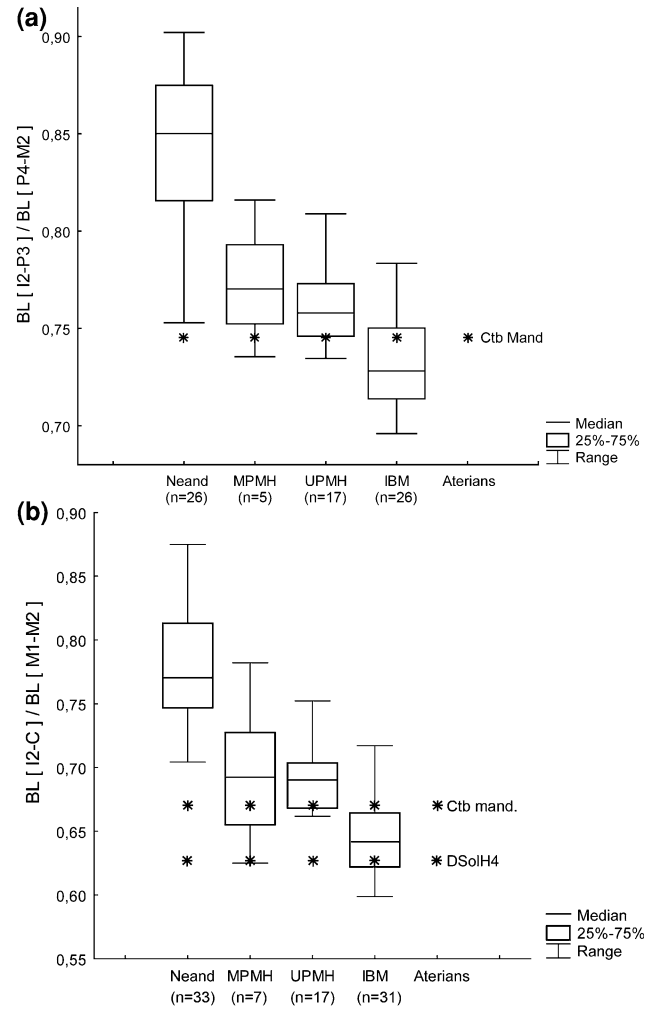 (a)
BL [ I2-P3 ] / BL [ P4-M2 ]
0,90
0,85
0,80
0,75
0,70
Ctb Mand
Median
25%-75%
Range
Neand MPMH UPMH IBM Aterians
(n=26) (n=5) (n=17) (n=26)
(b)
BL [ I2-C ] / BL [ M1-M2 ]
0,90
0,85
0,80
0,75
0,70
0,65
0,60
0,55
Ctb mand.
DSolH4
Median
25%-75%
Range
Neand MPMH UPMH IBM Aterians
(n=33) (n=7) (n=17) (n=31)